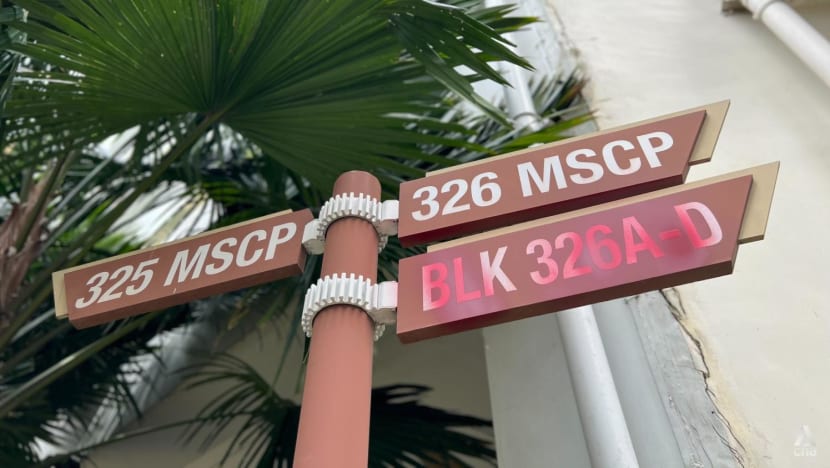 325 MSCP
326 MSCP
BLK 326A-D
cna